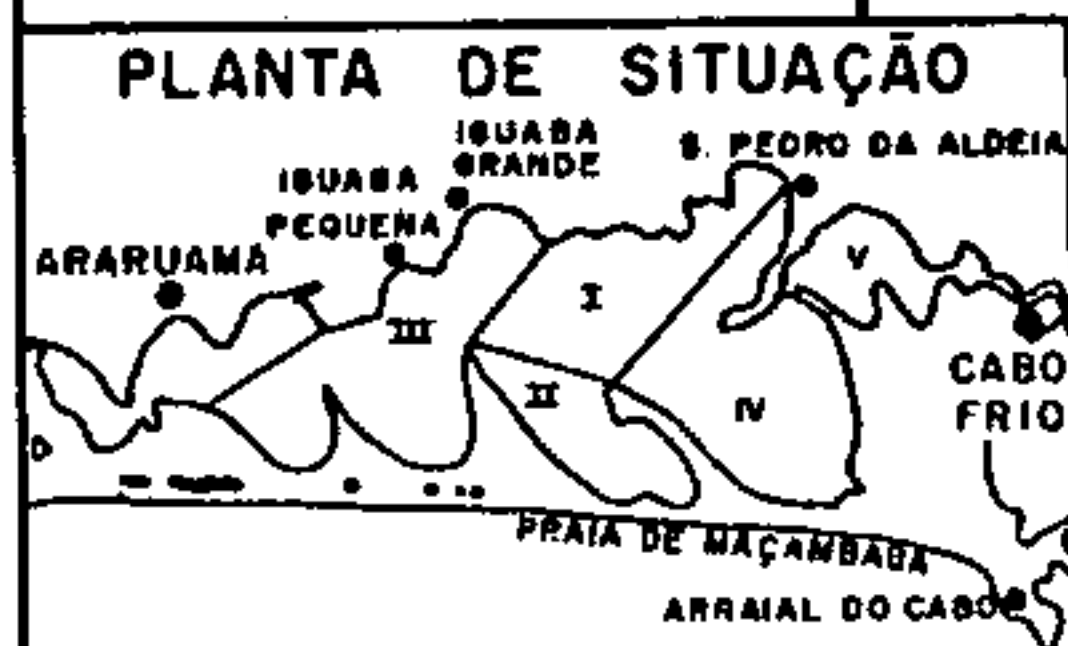 PLANTA DE SITUAÇÃO
IGUABA
GRANDE
S. PEDRO DA ALDEIA
IGUABA
PEQUENA
ARARUAMA
V
I
III
CABO
FRIO
II
IV
PRAIA DE MAÇAMBABA
ARRAIAL DO CABO